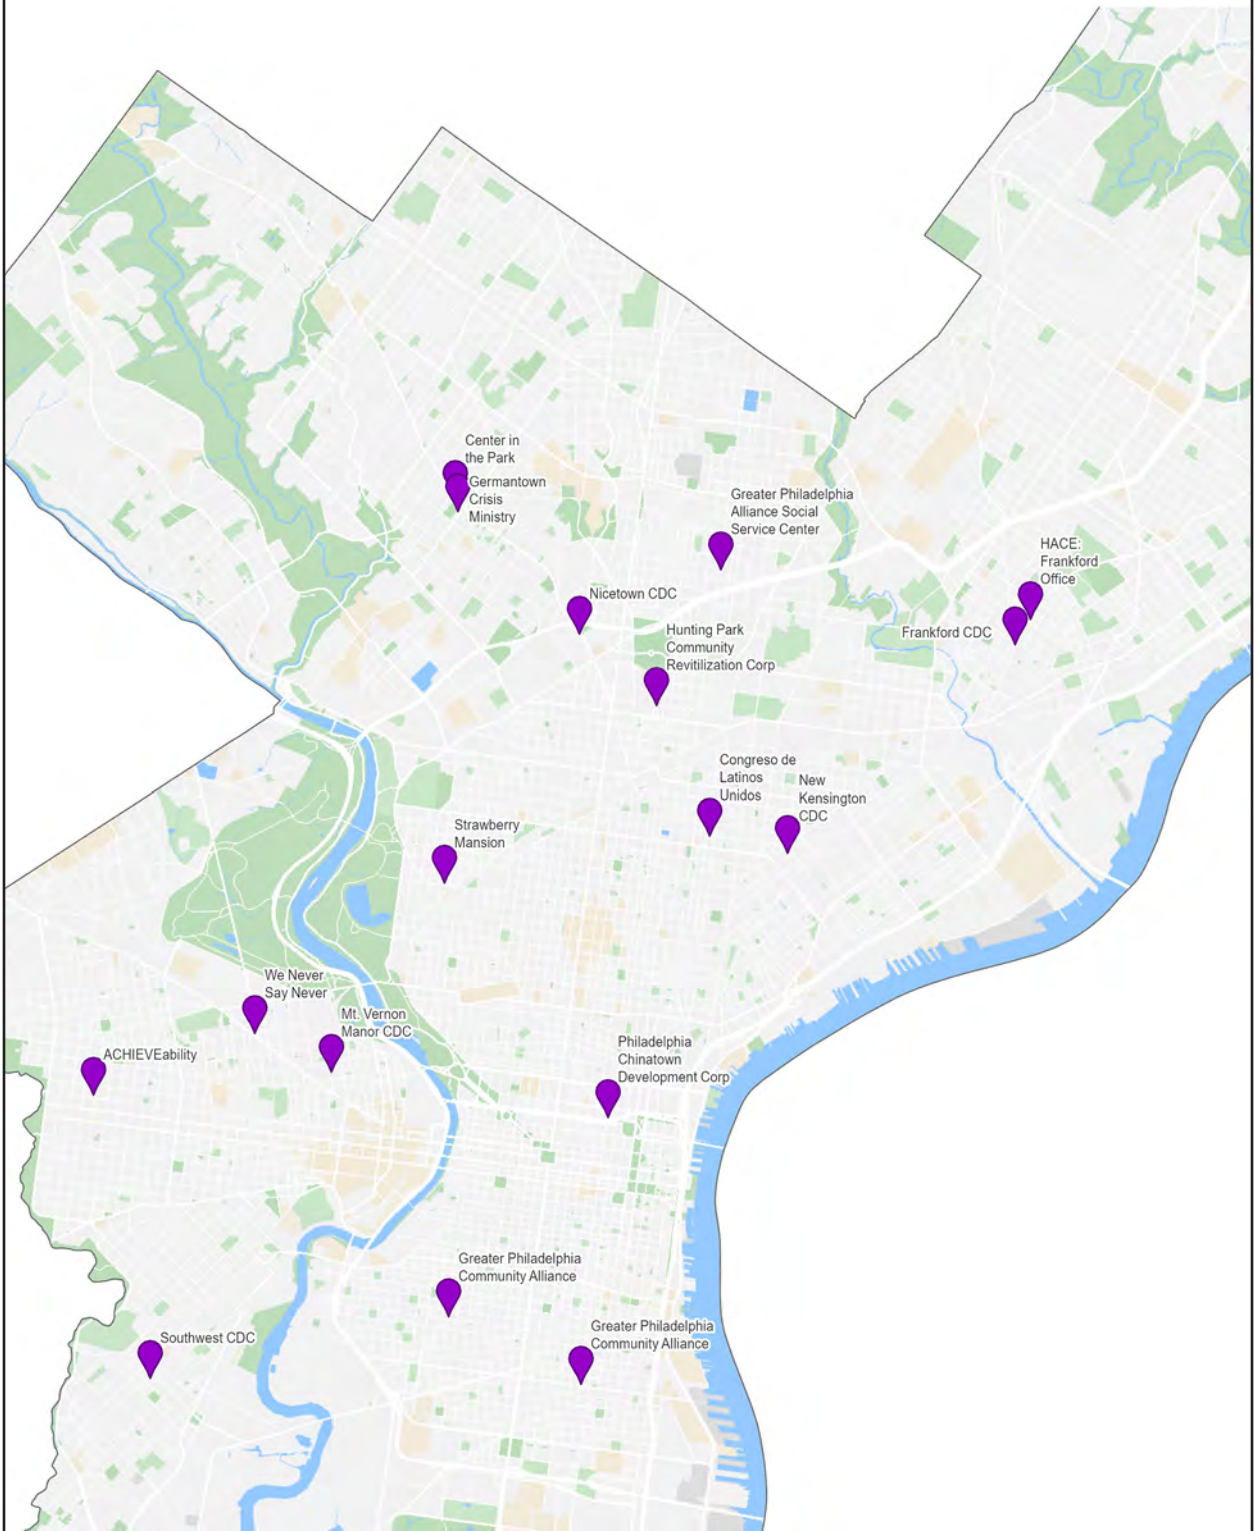 Center in
the Park
Germantown
Crisis
Ministry
Greater Philadelphia
Alliance Social
Service Center
HACE:
Frankford
Office
Nicetown CDC
Frankford CDC
Hunting Park
Community
Revitilization Corp
Congreso de
Latinos
Unidos
New
Kensington
CDC
Strawberry
Mansion
We Never
Say Never
Mt. Vernon
Manor CDC
ACHIEVEability
Philadelphia
Chinatown
Development Corp
Greater Philadelphia
Community Alliance
Greater Philadelphia
Community Alliance
Southwest CDC